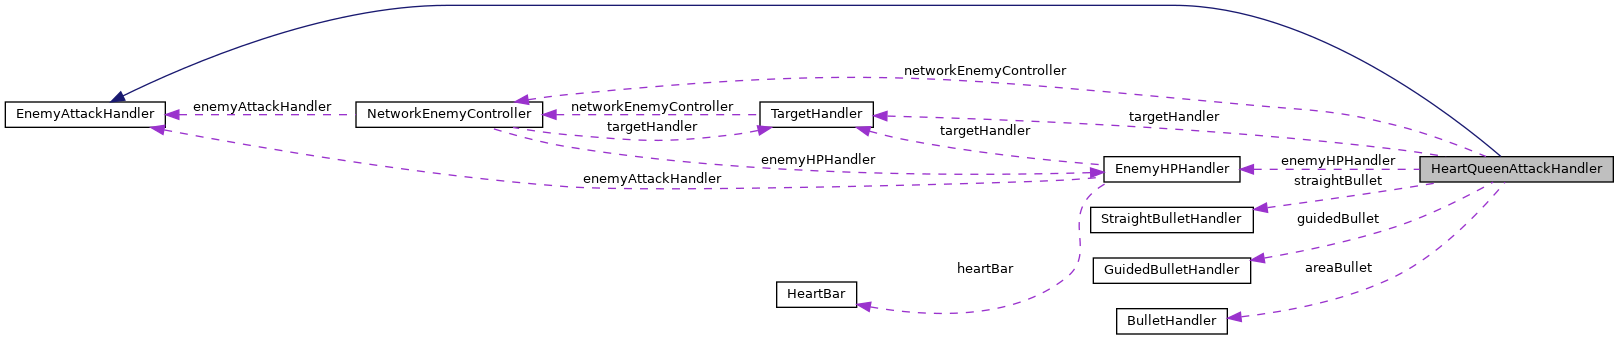 networkEnemyController
EnemyAttackHandler
enemyAttackHandler
NetworkEnemyController
networkEnemyController
targetHandler
TargetHandler
targetHandler
targetHandler
enemyHPHandler
enemyAttackHandler
EnemyHPHandler
enemyHPHandler
HeartQueenAttackHandler
straightBullet
StraightBulletHandler
guidedBullet
GuidedBulletHandler
heartBar
areaBullet
HeartBar
BulletHandler